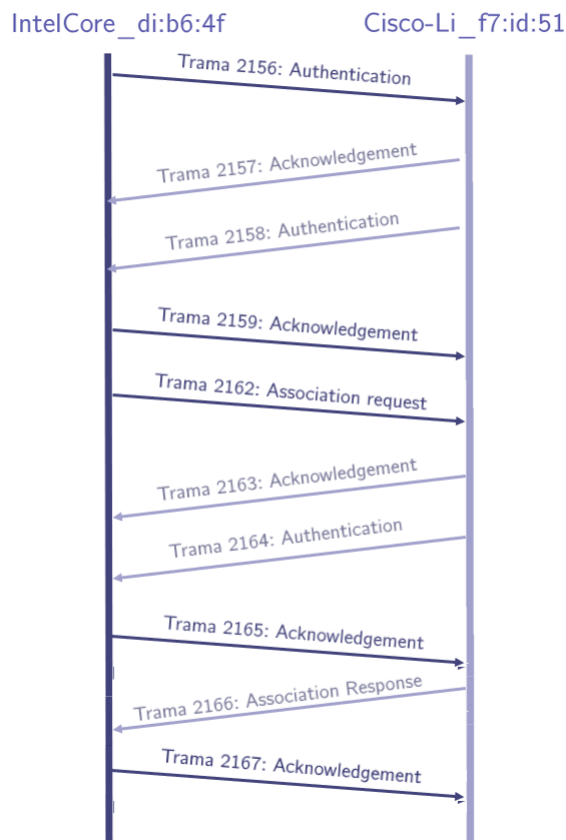 IntelCore_di:b6:4f
Cisco-Li_f7:id:51
Trama 2156: Authentication
Trama 2157: Acknowledgement
Trama 2158: Authentication
Trama 2159: Acknowledgement
Trama 2162: Association request
Trama 2163: Acknowledgement
Trama 2164: Authentication
Trama 2165: Acknowledgement
Trama 2166: Association Response
Trama 2167: Acknowledgement